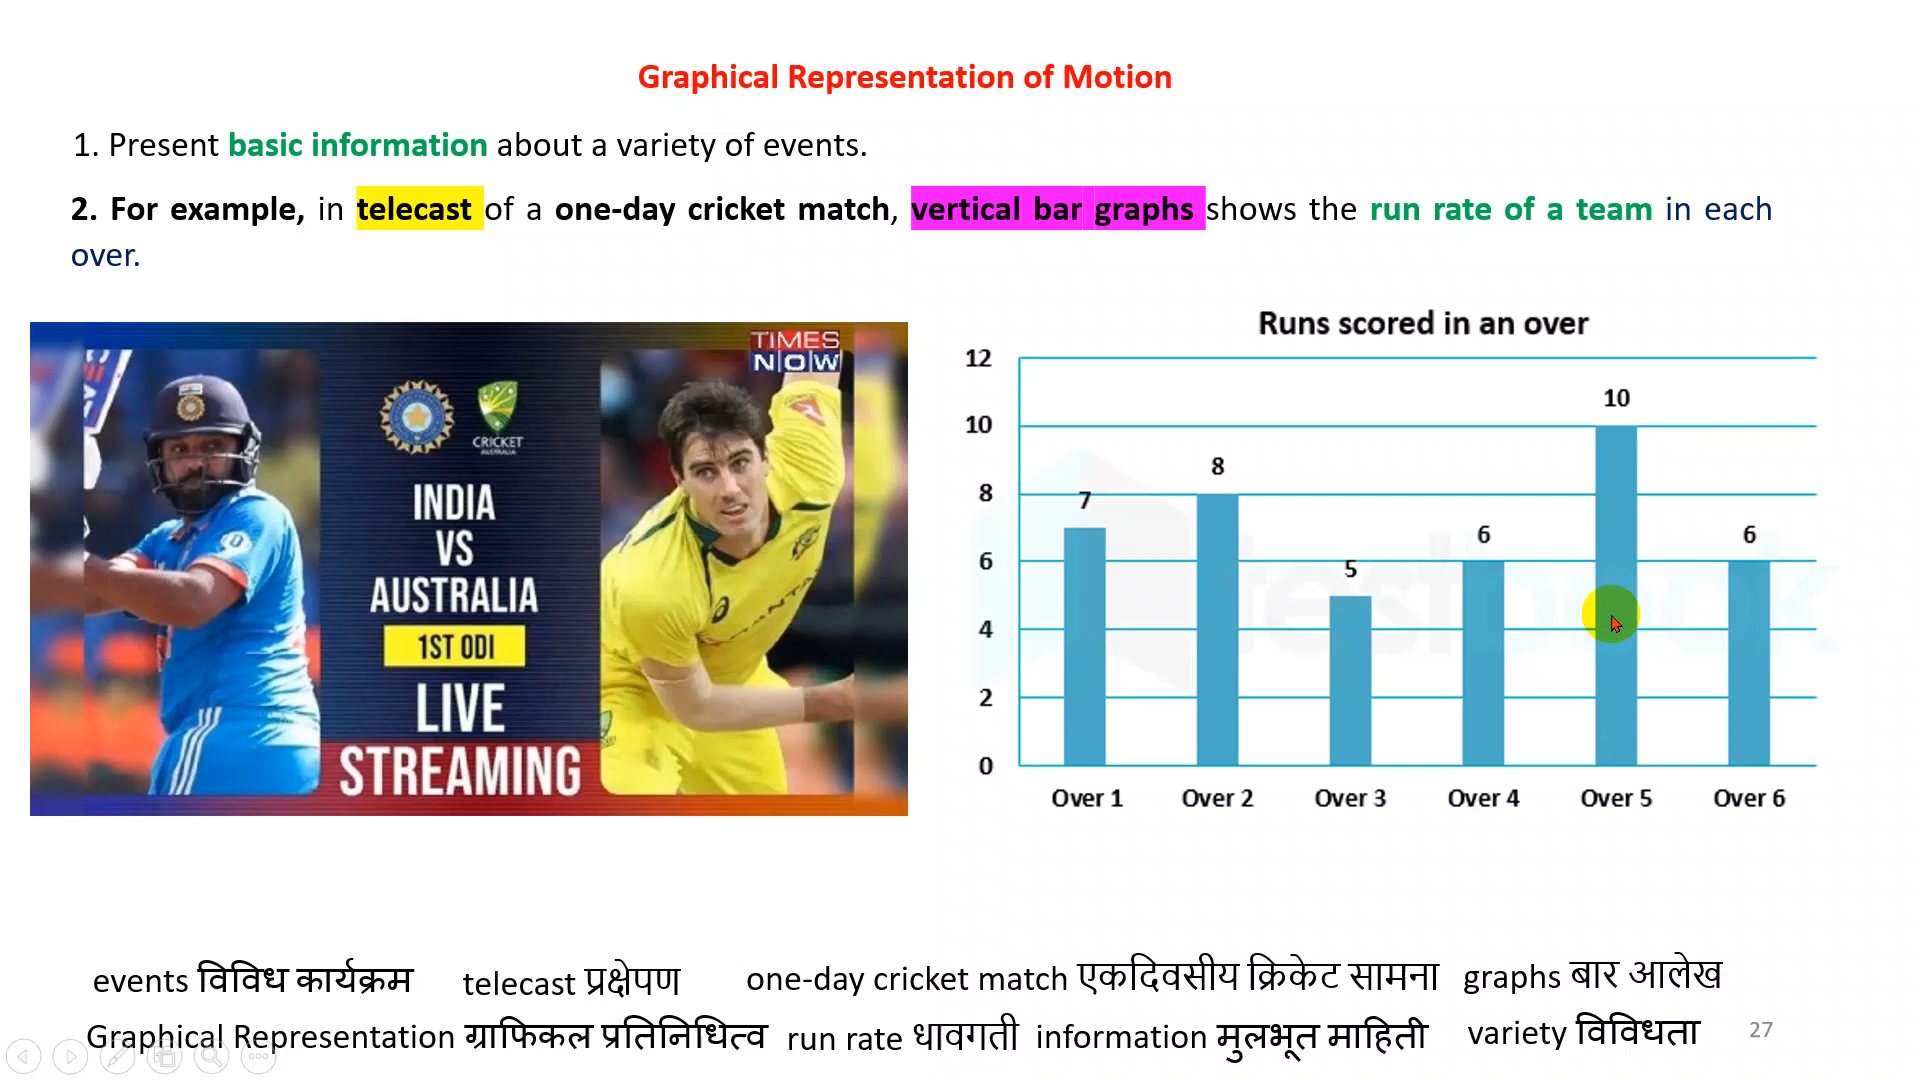 Graphical Representation of Motion
1. Present basic information about a variety of events.
2. For example, in telecast of a one-day cricket match, vertical bar graphs shows the run rate of a team in each
over.
TIMES
NOW
CRICKET
AUSTRALIA
INDIA
VS
AUSTRALIA
1ST ODI
LIVE
STREAMING
Runs scored in an over
12
10
8
6
4
2
0
7
8
5
6
10
6
Over 1 Over 2 Over 3 Over 4 Over 5 Over 6
testbook
events विविध कार्यक्रम telecast प्रक्षेपण one-day cricket match एकदिवसीय क्रिकेट सामना graphs बार आलेख
Graphical Representation ग्राफिकल प्रतिनिधित्व run rate धावगती information मुलभूत माहिती variety विविधता
27